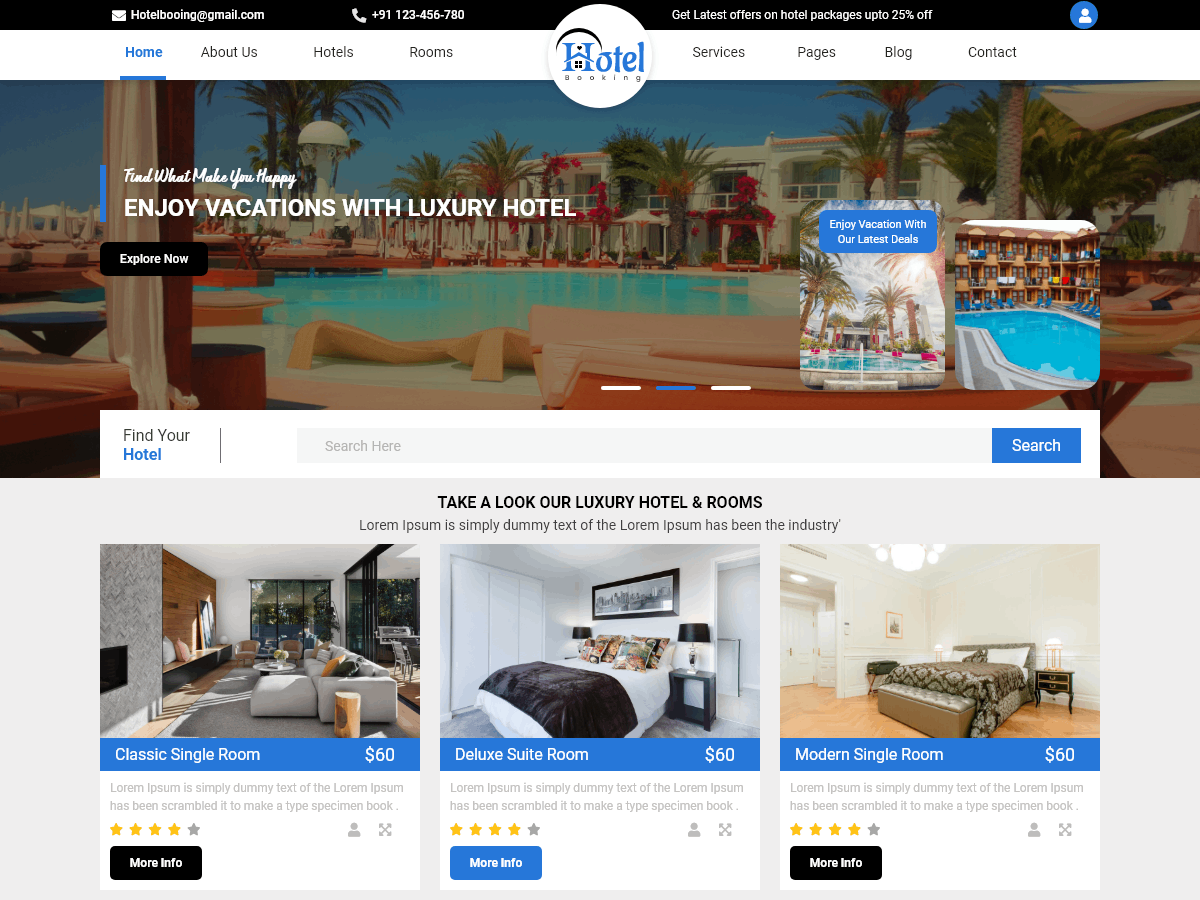 Hotelbooing@gmail.com
+91 123-456-780
Get Latest offers on hotel packages upto 25% off
Home
About Us
Hotels
Rooms
Hotel
Booking
Services
Pages
Blog
Contact
Find What Make You Happy
ENJOY VACATIONS WITH LUXURY HOTEL
Explore Now
Enjoy Vacation With
Our Latest Deals
Find Your
Hotel
Search Here
Search
TAKE A LOOK OUR LUXURY HOTEL & ROOMS
Lorem Ipsum is simply dummy text of the Lorem Ipsum has been the industry'
Classic Single Room $60
Lorem Ipsum is simply dummy text of the Lorem Ipsum
has been scrambled it to make a type specimen book .
More Info
Deluxe Suite Room $60
Lorem Ipsum is simply dummy text of the Lorem Ipsum
has been scrambled it to make a type specimen book .
More Info
Modern Single Room $60
Lorem Ipsum is simply dummy text of the Lorem Ipsum
has been scrambled it to make a type specimen book .
More Info